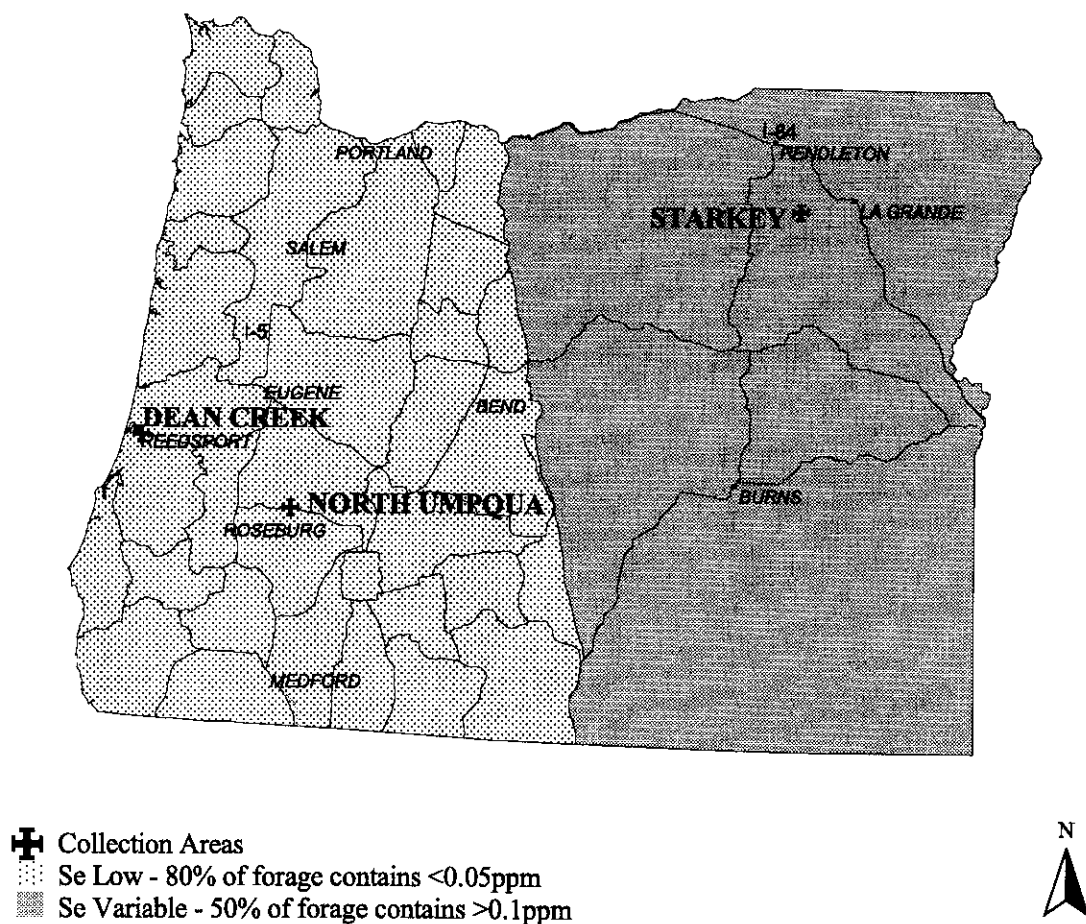 I-84
PORTLAND
PENDLETON
STARKEY
LA GRANDE
SALEM
I-5
EUGENE
BEND
DEAN CREEK
REEDSPORT
NORTH UMPQUA
BURNS
ROSEBURG
MEDFORD
N
Collection Areas
Se Low - 80% of forage contains <0.05ppm
Se Variable - 50% of forage contains >0.1ppm